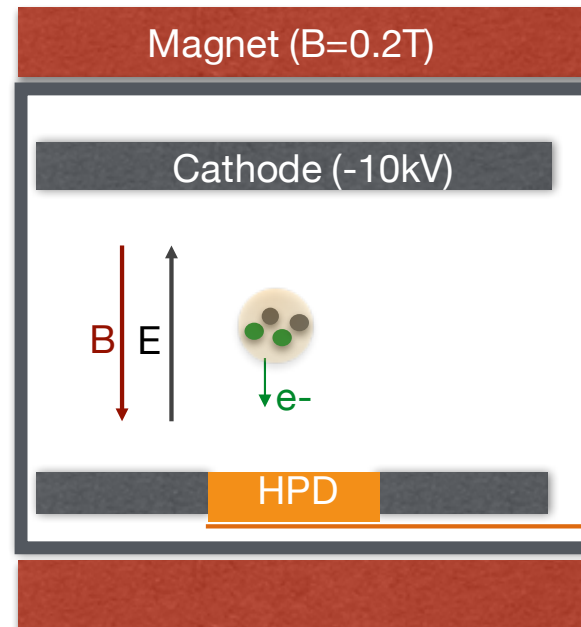 Magnet (B=0.2T)
Cathode (-10kV)
B
E
e-
HPD